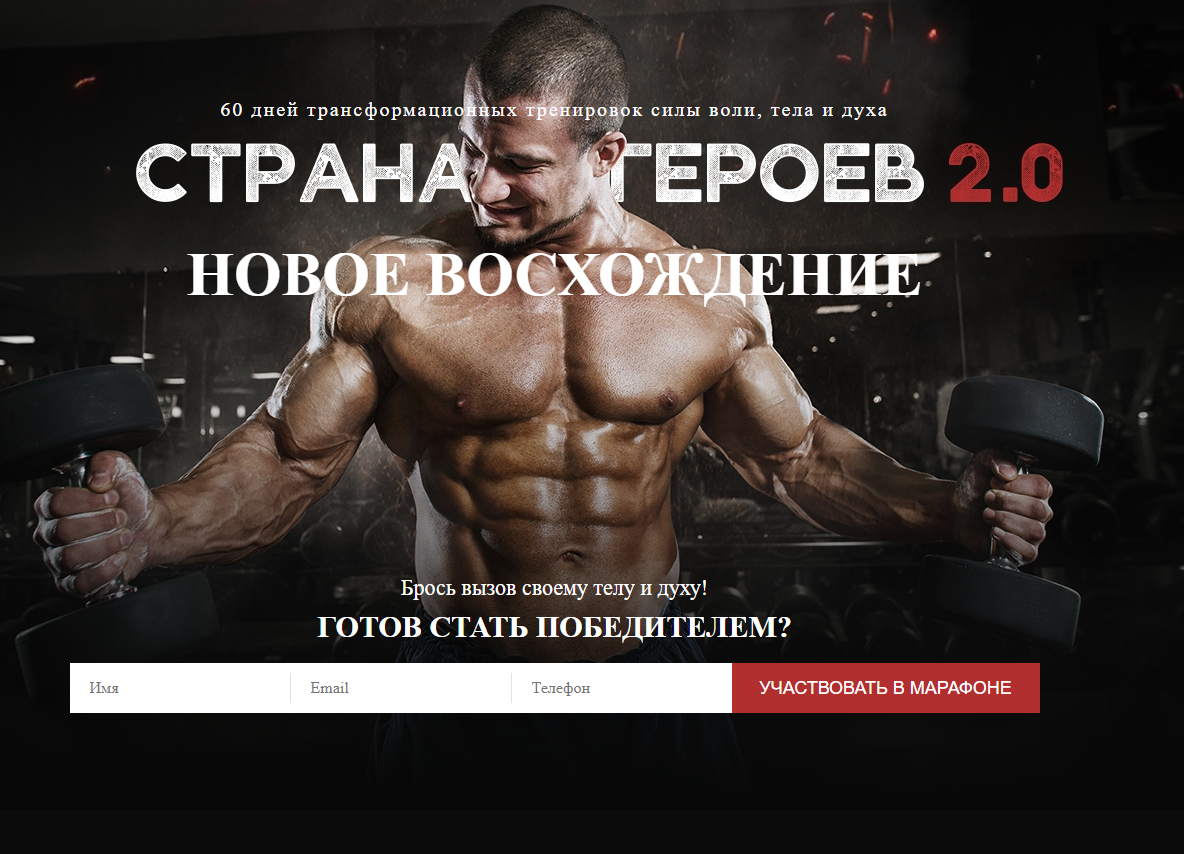 60 дней трансформационных тренировок силы воли, тела и духа
СТРАНА ГЕРОЕВ 2.0
НОВОЕ ВОСХОЖДЕНИЕ
Брось вызов своему телу и духу!
ГОТОВ СТАТЬ ПОБЕДИТЕЛЕМ?
Имя Email Телефон УЧАСТВОВАТЬ В МАРАФОНЕ